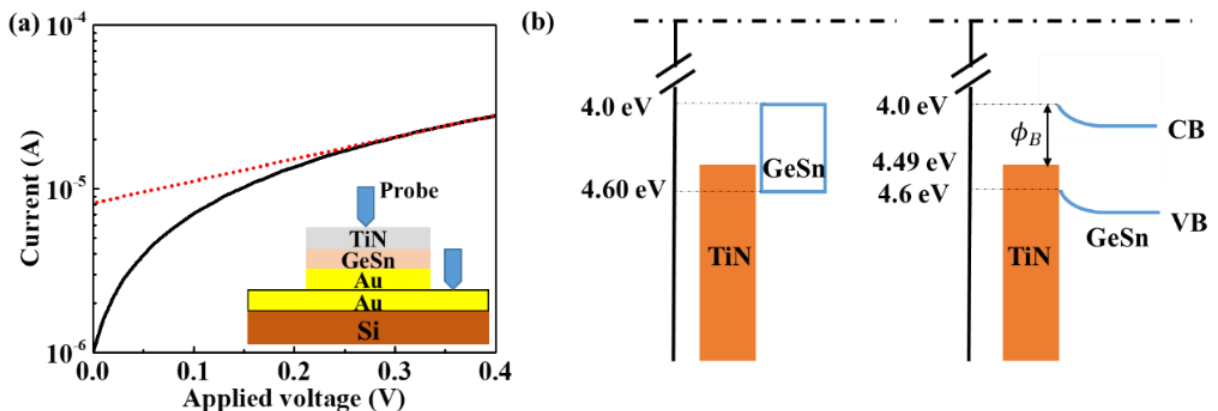 (a)
10⁻⁴
10⁻⁵
10⁻⁶
Current (A)
0.0 0.1 0.2 0.3 0.4
Applied voltage (V)
Probe
TiN
GeSn
Au
Au
Si
(b)
4.0 eV
4.60 eV
GeSn
TiN
4.0 eV
4.49 eV
4.6 eV
ϕ_B
CB
VB
GeSn
TiN